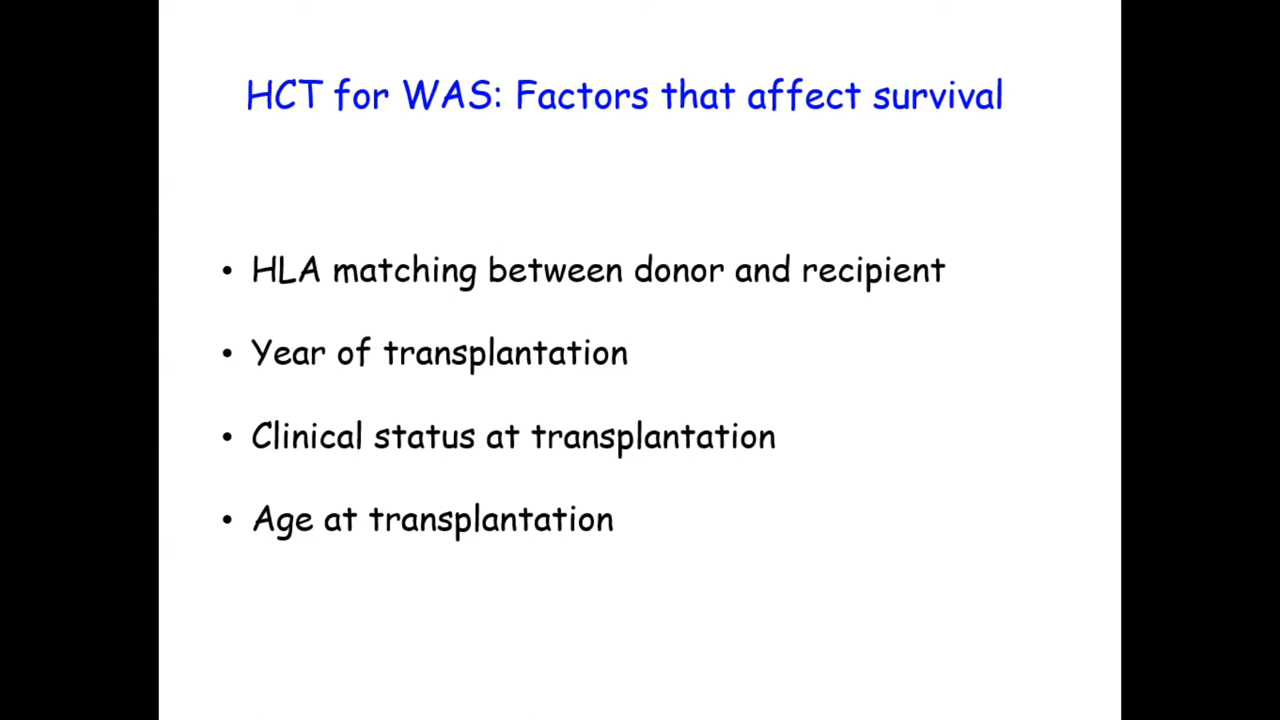 HCT for WAS: Factors that affect survival
• HLA matching between donor and recipient
• Year of transplantation
• Clinical status at transplantation
• Age at transplantation